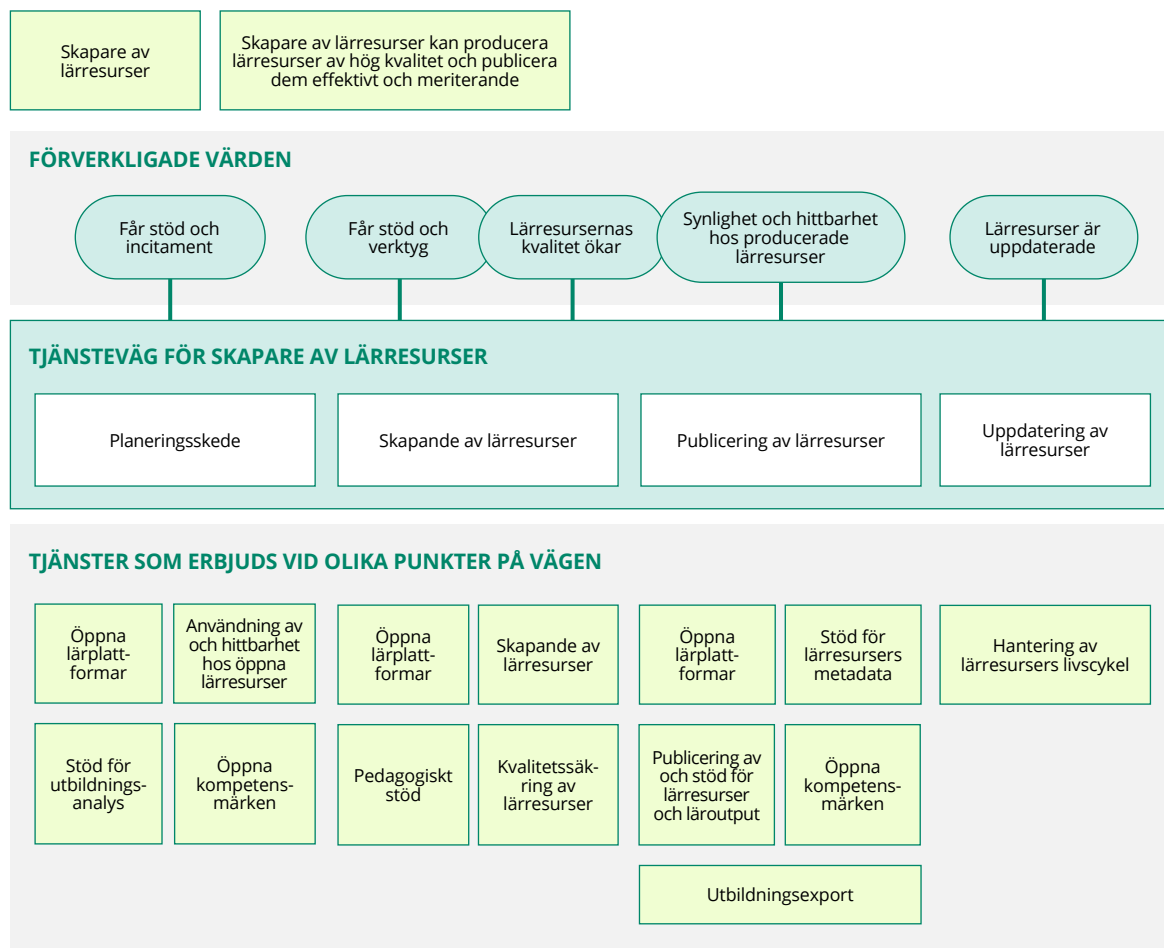 Skapare av
lärresurser
Skapare av lärresurser kan producera
lärresurser av hög kvalitet och publicera
dem effektivt och meriterande
FÖRVERKLIGADE VÄRDEN
Får stöd och
incitament
Får stöd och
verktyg
Lärresursernas
kvalitet ökar
Synlighet och hittbarhet
hos producerade
lärresurser
Lärresurser är
uppdaterade
TJÄNSTEVÄG FÖR SKAPARE AV LÄRRESURSER
Planeringsskede
Skapande av lärresurser
Publicering av lärresurser
Uppdatering av
lärresurser
TJÄNSTER SOM ERBJUDS VID OLIKA PUNKTER PÅ VÄGEN
Öppna
lärplatt-
formar
Användning av
och hittbarhet
hos öppna
lärresurser
Öppna
lärplatt-
formar
Skapande av
lärresurser
Öppna
lärplatt-
formar
Stöd för
lärresursers
metadata
Hantering av
lärresursers livscykel
Stöd för
utbildnings-
analys
Öppna
kompetens-
märken
Pedagogiskt
stöd
Kvalitetssäk-
ring av
lärresurser
Publicering av
och stöd för
lärresurser
och läroutput
Öppna
kompetens-
märken
Utbildningsexport